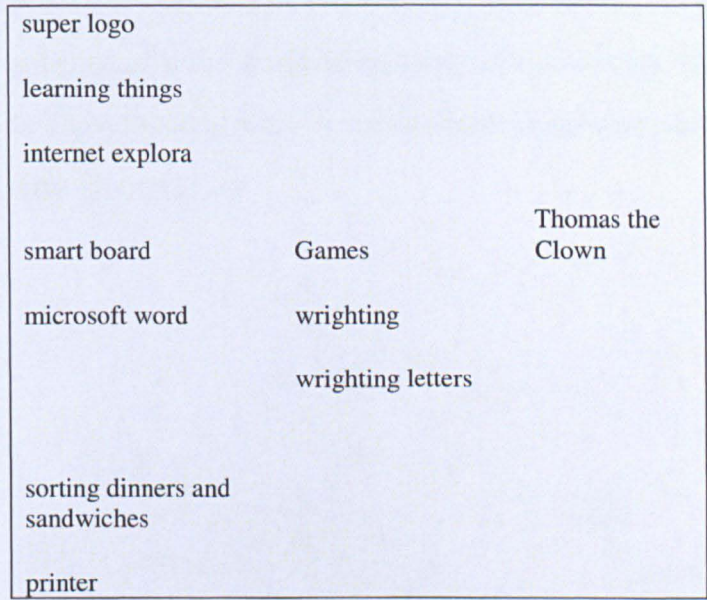 super logo
learning things
internet explora
Thomas the
smart board Games Clown
microsoft word wrighting
wrighting letters
sorting dinners and
sandwiches
printer